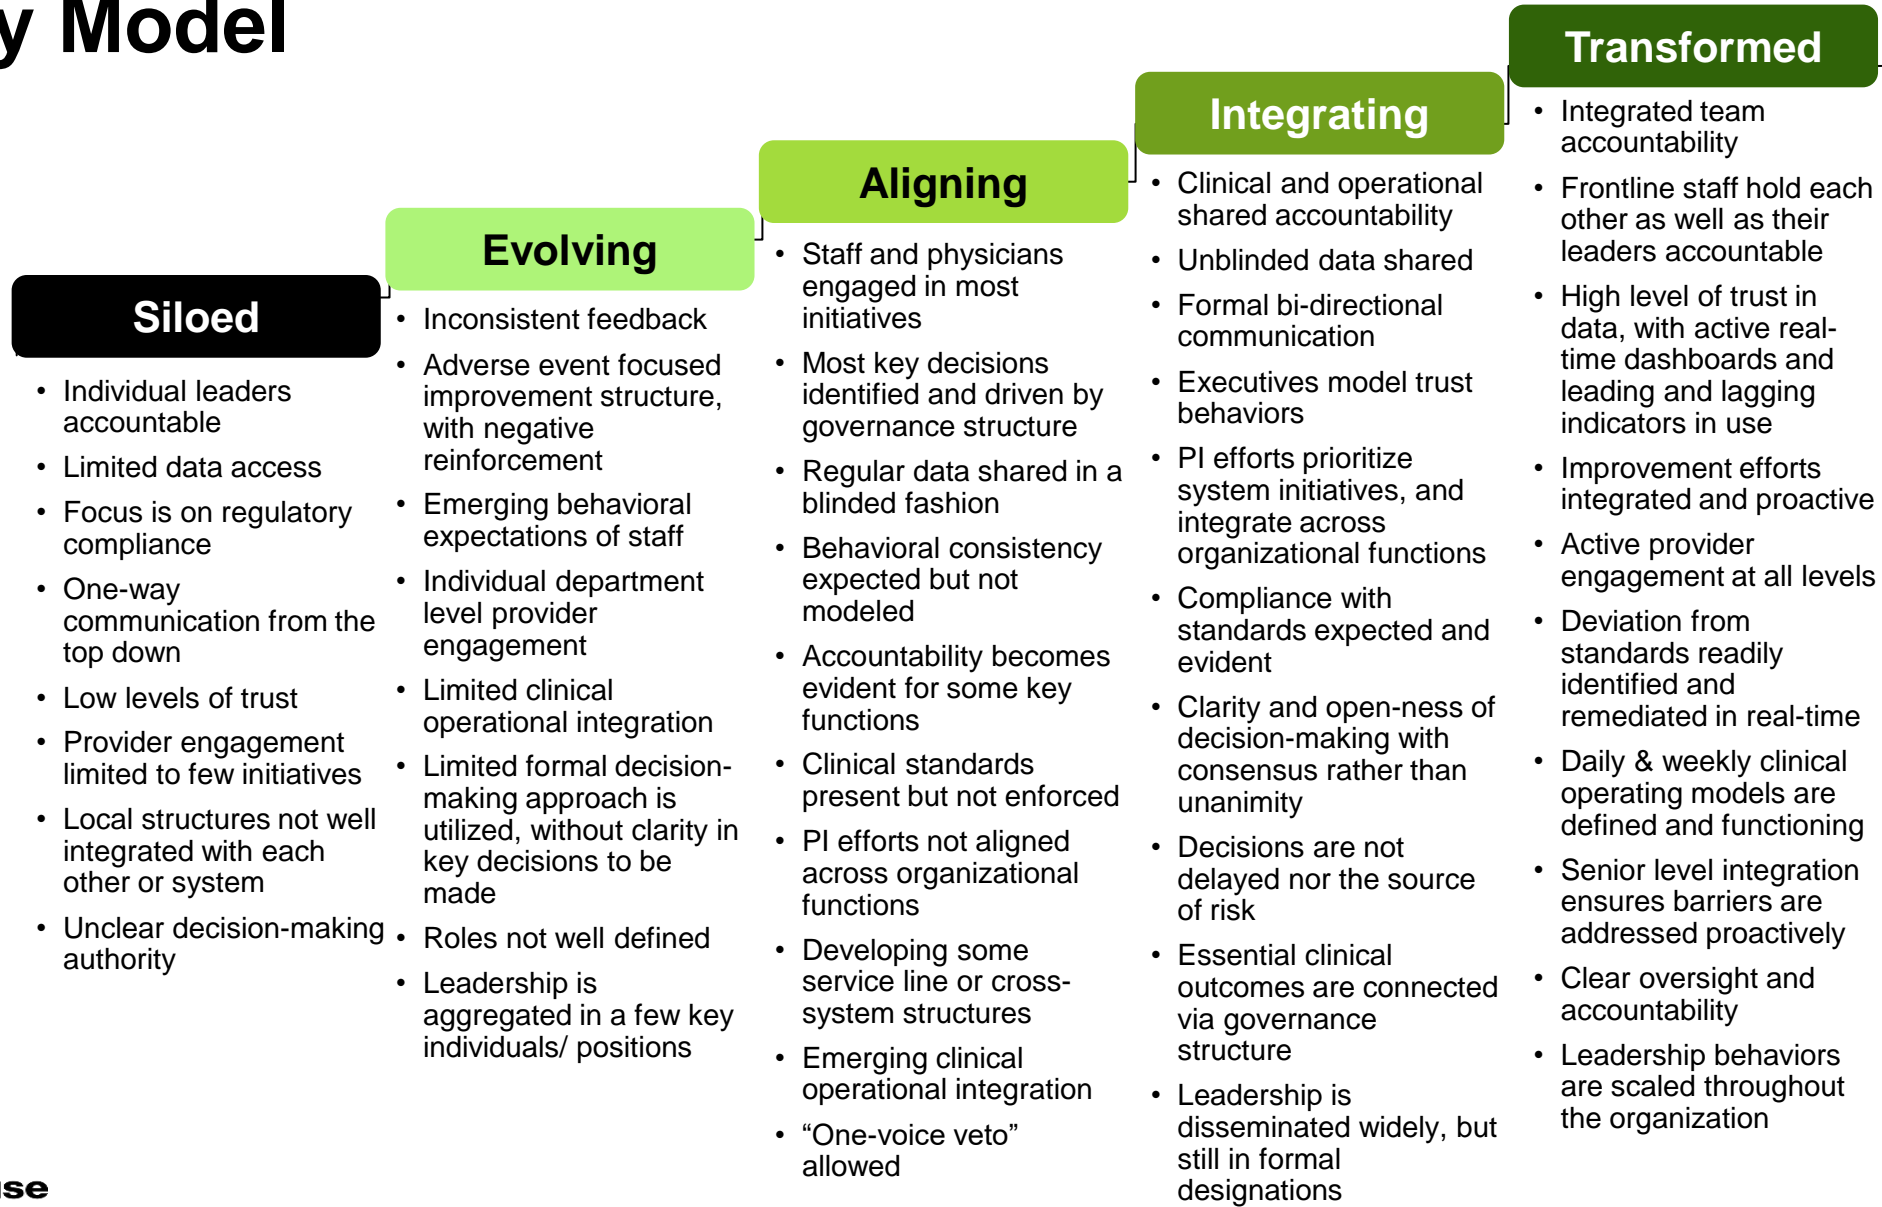 y Model
Siloed
• Individual leaders
accountable
• Limited data access
• Focus is on regulatory
compliance
• One-way
communication from the
top down
• Low levels of trust
• Provider engagement
limited to few initiatives
• Local structures not well
integrated with each
other or system
• Unclear decision-making
authority
Evolving
• Inconsistent feedback
• Adverse event focused
improvement structure,
with negative
reinforcement
• Emerging behavioral
expectations of staff
• Individual department
level provider
engagement
• Limited clinical
operational integration
• Limited formal decision-
making approach is
utilized, without clarity in
key decisions to be
made
• Roles not well defined
• Leadership is
aggregated in a few key
individuals/ positions
Aligning
• Staff and physicians
engaged in most
initiatives
• Most key decisions
identified and driven by
governance structure
• Regular data shared in a
blinded fashion
• Behavioral consistency
expected but not
modeled
• Accountability becomes
evident for some key
functions
• Clinical standards
present but not enforced
• PI efforts not aligned
across organizational
functions
• Developing some
service line or cross-
system structures
• Emerging clinical
operational integration
• “One-voice veto”
allowed
Integrating
• Clinical and operational
shared accountability
• Unblinded data shared
• Formal bi-directional
communication
• Executives model trust
behaviors
• PI efforts prioritize
system initiatives, and
integrate across
organizational functions
• Compliance with
standards expected and
evident
• Clarity and open-ness of
decision-making with
consensus rather than
unanimity
• Decisions are not
delayed nor the source
of risk
• Essential clinical
outcomes are connected
via governance
structure
• Leadership is
disseminated widely, but
still in formal
designations
Transformed
• Integrated team
accountability
• Frontline staff hold each
other as well as their
leaders accountable
• High level of trust in
data, with active real-
time dashboards and
leading and lagging
indicators in use
• Improvement efforts
integrated and proactive
• Active provider
engagement at all levels
• Deviation from
standards readily
identified and
remediated in real-time
• Daily & weekly clinical
operating models are
defined and functioning
• Senior level integration
ensures barriers are
addressed proactively
• Clear oversight and
accountability
• Leadership behaviors
are scaled throughout
the organization
se